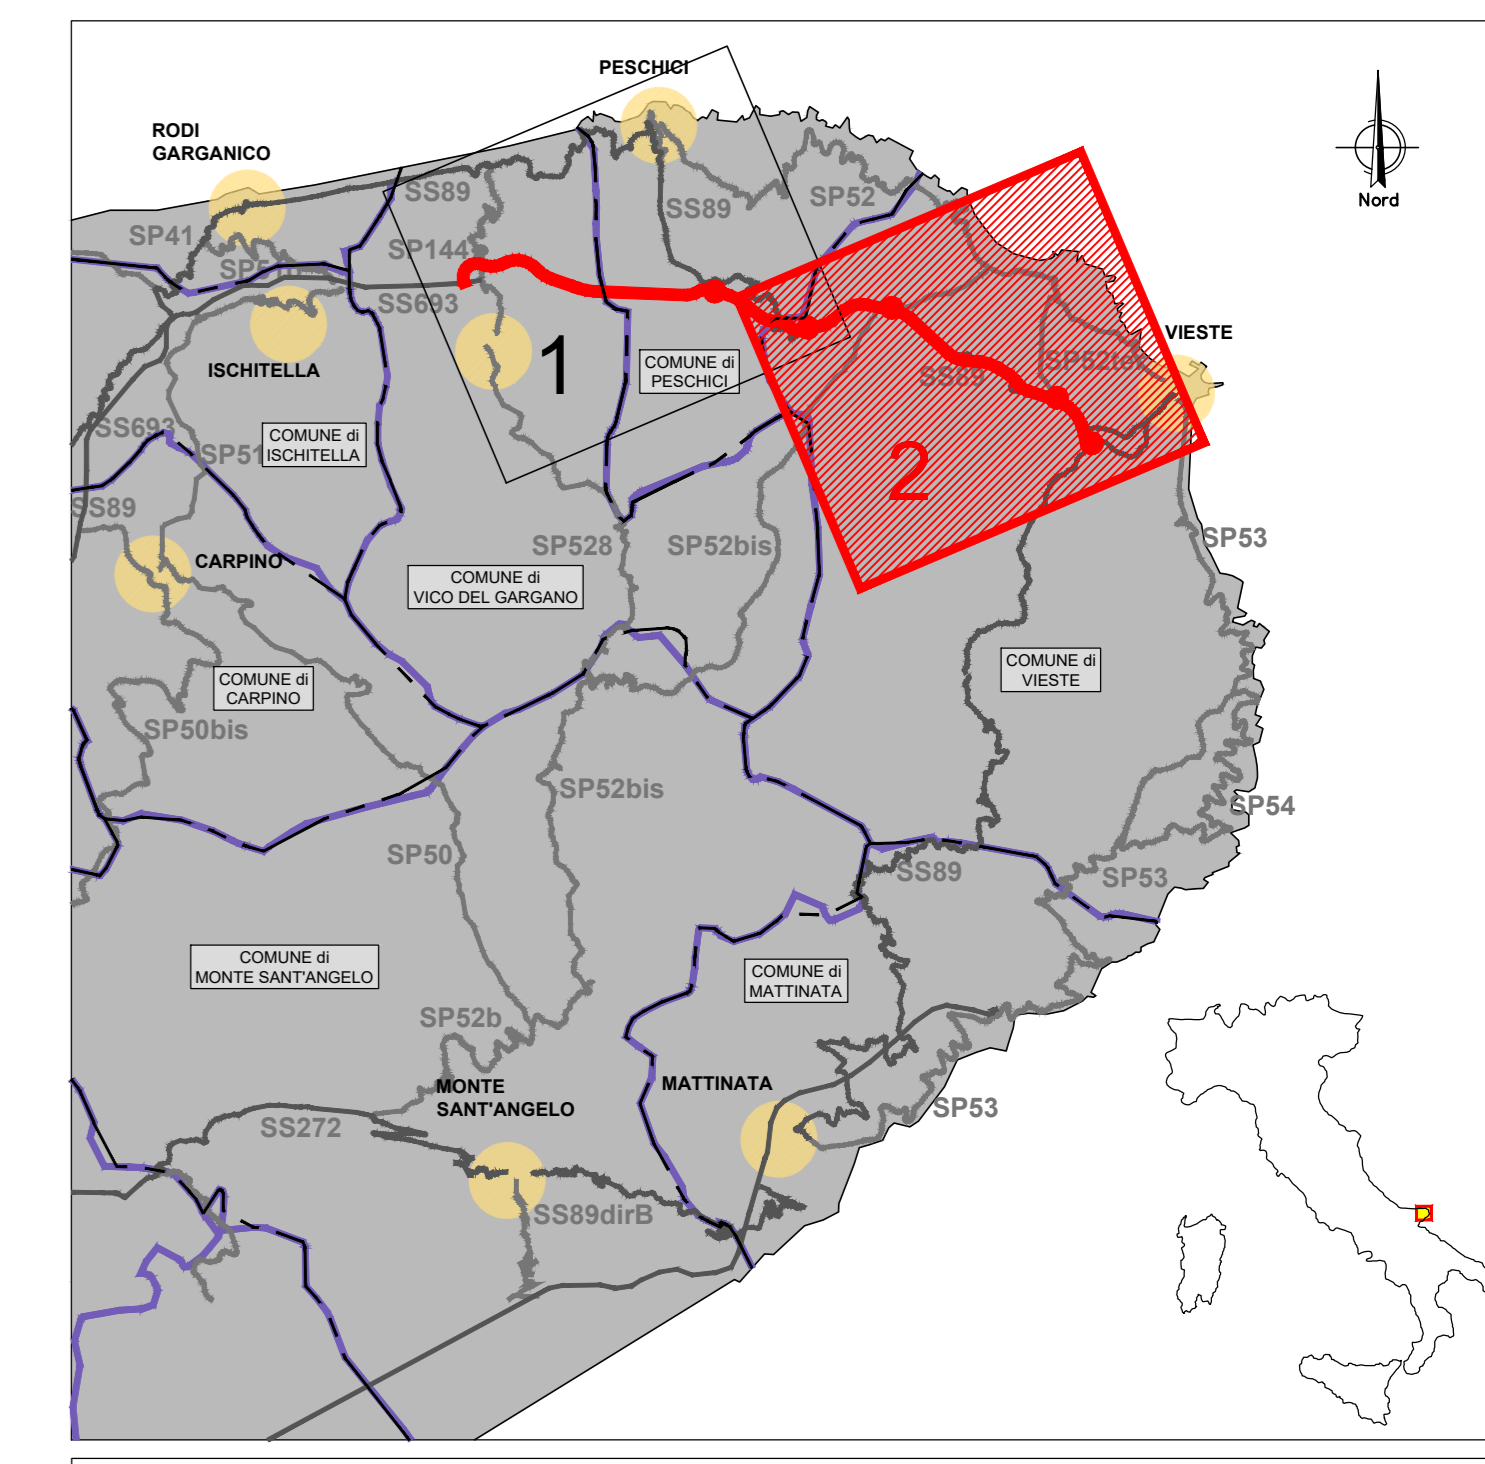 PESCHICI
RODI
GARGANICO
Nord
SS89
SP52
SS89
SP41
SP144
SS693
VIESTE
1
COMUNE di
PESCHICI
SS89
ISCHITELLA
SS693
SP51
COMUNE di
ISCHITELLA
2
SS89
SP528
SP52bis
SP53
CARPINO
COMUNE di
VICO DEL GARGANO
COMUNE di
CARPINO
COMUNE di
VIESTE
SP50bis
SP52bis
SP54
SP50
SS89
SP53
COMUNE di
MONTE SANT'ANGELO
COMUNE di
MATTINATA
SP52b
MONTE
SANT'ANGELO
MATTINATA
SP53
SS272
SS89dirB